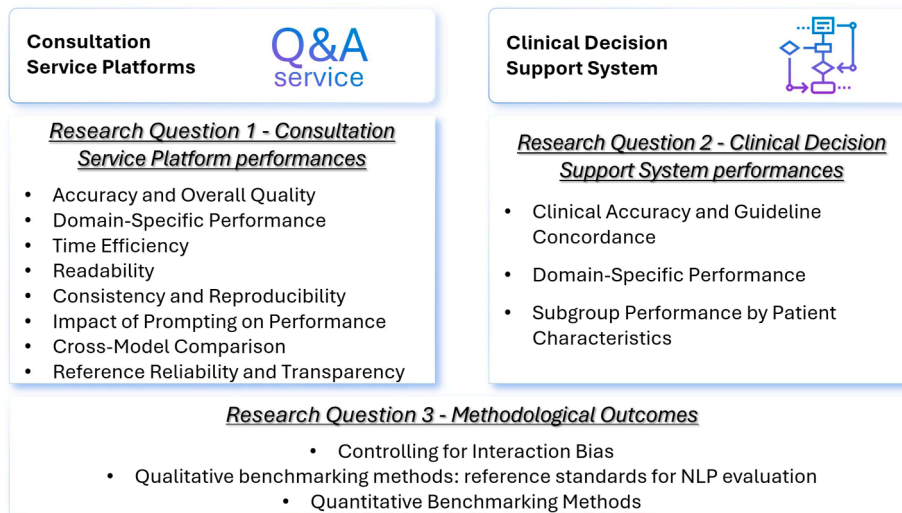 Consultation
Service Platforms
Q&A
service
Clinical Decision
Support System
Research Question 1 - Consultation
Service Platform performances
• Accuracy and Overall Quality
• Domain-Specific Performance
• Time Efficiency
• Readability
• Consistency and Reproducibility
• Impact of Prompting on Performance
• Cross-Model Comparison
• Reference Reliability and Transparency
Research Question 2 - Clinical Decision
Support System performances
• Clinical Accuracy and Guideline
Concordance
• Domain-Specific Performance
• Subgroup Performance by Patient
Characteristics
Research Question 3 - Methodological Outcomes
• Controlling for Interaction Bias
• Qualitative benchmarking methods: reference standards for NLP evaluation
• Quantitative Benchmarking Methods